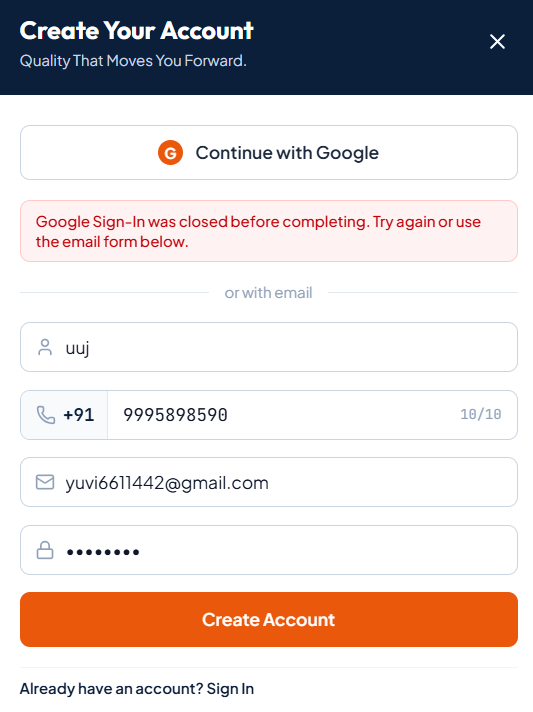 Create Your Account
Quality That Moves You Forward.
G Continue with Google
Google Sign-In was closed before completing. Try again or use
the email form below.
or with email
uuj
+91 9995898590 10/10
yuvi6611442@gmail.com
••••••••
Create Account
Already have an account? Sign In